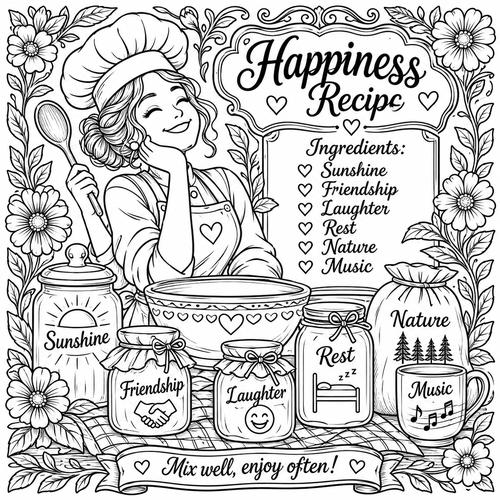 Happiness
Recipe
Ingredients:
Sunshine
Friendship
Laughter
Rest
Nature
Music
Sunshine
Friendship
Laughter
Rest
zzz
Nature
Music
Mix well, enjoy often!